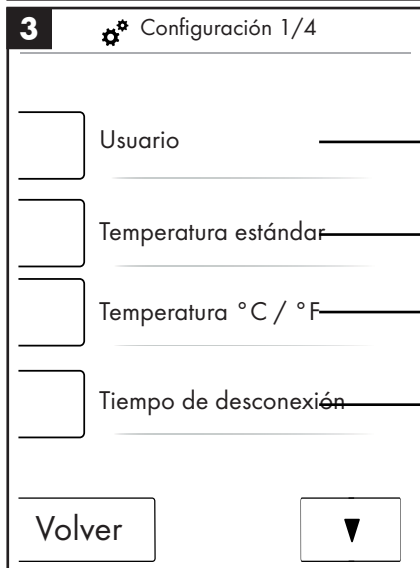 3
Configuración 1/4
Usuario
Temperatura estándar
Temperatura °C / °F
Tiempo de desconexión
Volver